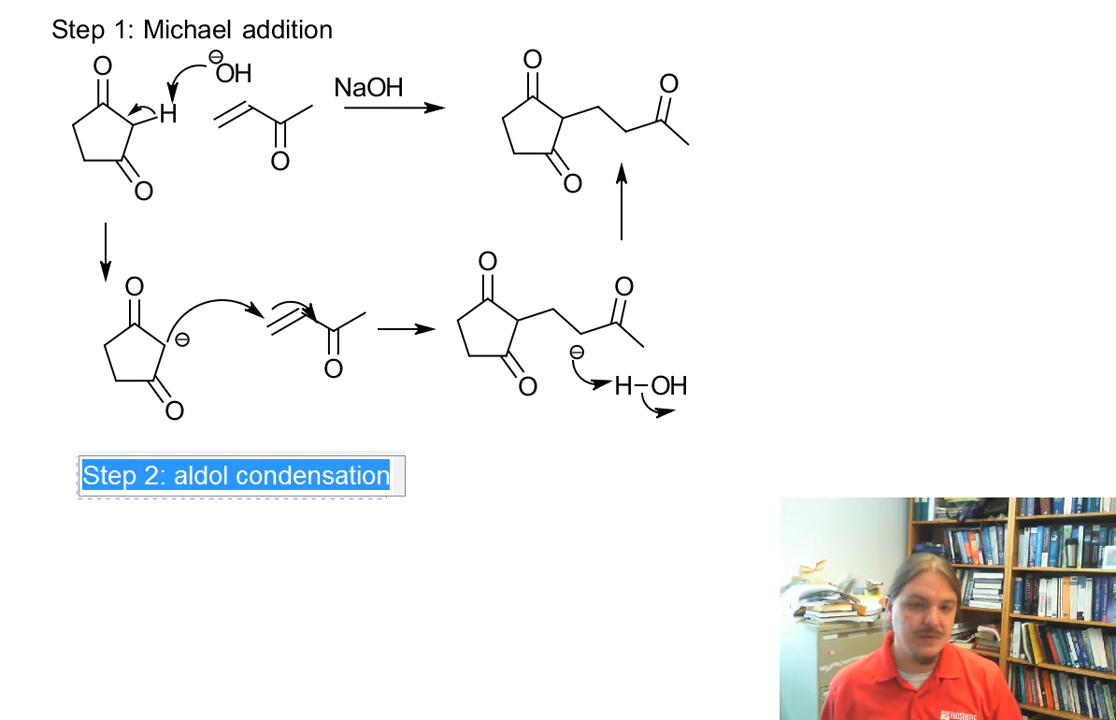 Step 1: Michael addition
O
⊖
OH
H
NaOH
O
O
O
O
O
O
⊖
O
O
O
O
⊖
O
H–OH
Step 2: aldol condensation